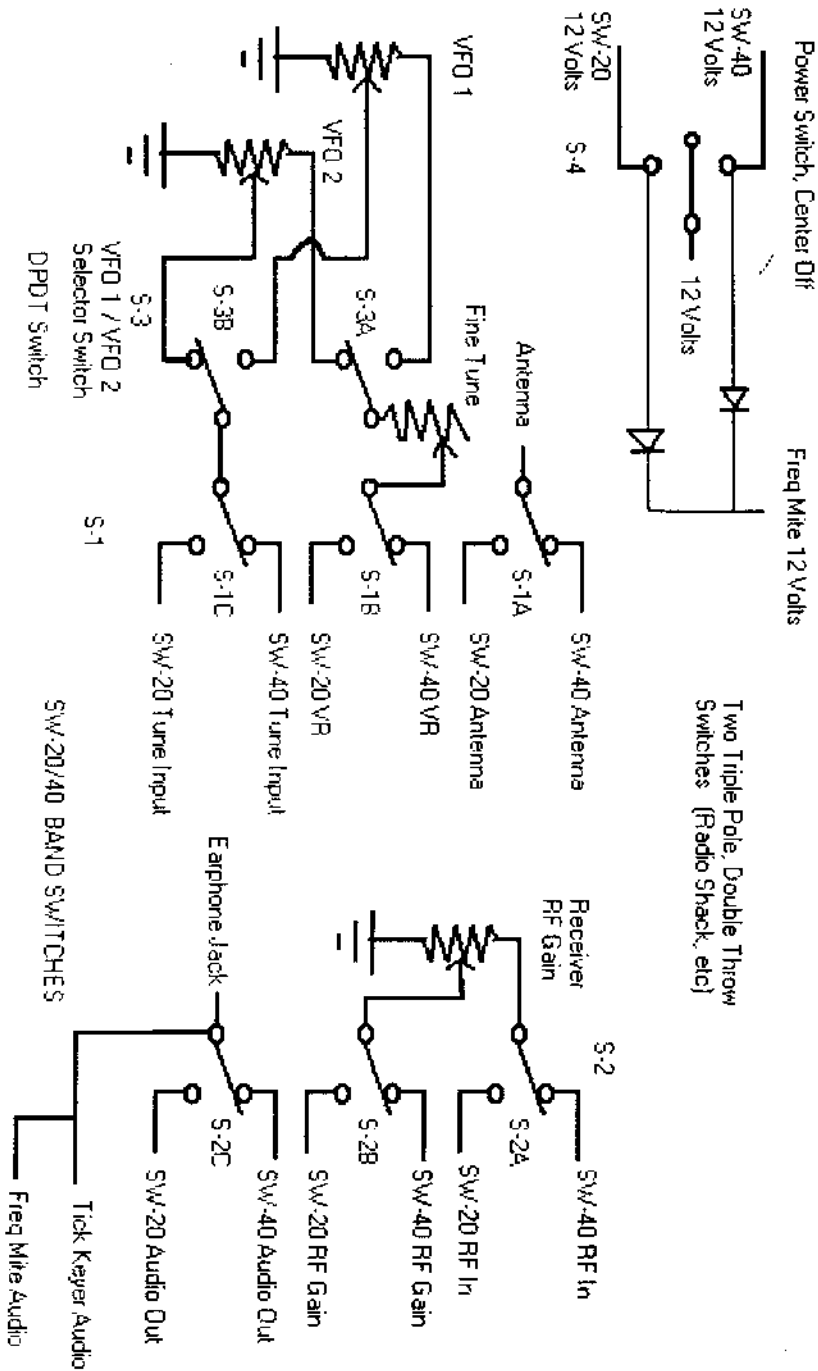 Power Switch, Center Off
SW-40
12 Volts
SW-20
12 Volts
S-4
12 Volts
Freq Mite 12 Volts
Two Triple Pole, Double Throw
Switches (Radio Shack, etc)
VFO 1
VFO 2
Fine Tune
Antenna
S-3A
S-3B
S-3
VFO 1 / VFO 2
Selector Switch
DPDT Switch
S-1A
SW-40 Antenna
SW-20 Antenna
S-1B
SW-40 VR
SW-20 VR
S-1C
SW-40 Tune Input
SW-20 Tune Input
S-1
Receiver
RF Gain
S-2
S-2A
SW-40 RF In
SW-20 RF In
S-2B
SW-40 RF Gain
SW-20 RF Gain
Earphone Jack
S-2C
SW-40 Audio Out
SW-20 Audio Out
Tick Keyer Audio
Freq Mite Audio
SW-20/40 BAND SWITCHES